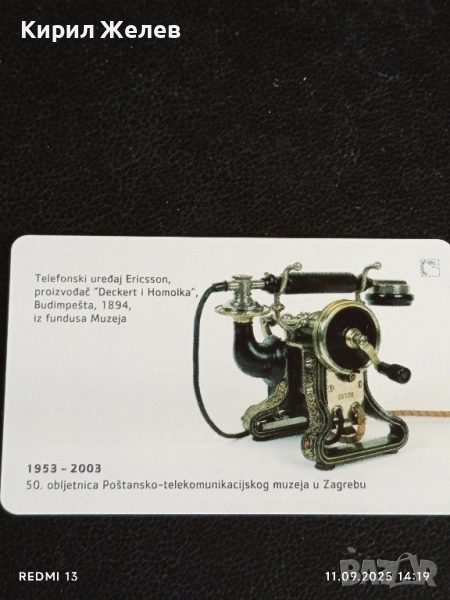 Кирил Желев
Telefonski uređaj Ericsson,
proizvođač "Deckert i Homolka",
Budimpešta, 1894,
iz fundusa Muzeja
1953 - 2003
50. obljetnica Poštansko-telekomunikacijskog muzeja u Zagrebu
REDMI 13
11.09.2025 14:19
BAZAR